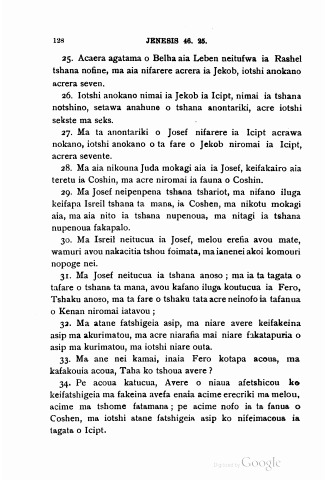 128 JENESIS 46. 25.
25. Acaera agatama o Belha aia Leben neitufwa ia Rashel
tshana nofine, ma aia nifarere acrera ia Jekob, iotshi anokano
acrera seven.
26. Iotshi anokano nimai ia Jekob ia Icipt, nimai ia tshana
notshino, setawa anahune o tshana anontariki, acre iotshi
sekste ma seks.
27. Ma ta anontariki o Josef nifarere ia Icipt acrawa
nokano, iotshi anokano o ta fare o Jekob niromai ia Icipt,
acrera sevente.
28. Ma aia nikouna Juda mokagi aia ia Josef, keifakairo aia
teretu ia Coshin, ma acre niromai ia fauna o Coshin.
29. Ma Josef neipenpena tshana tshariot, ma nifano iluga
keifapa Isreil tshana ta mana, ia Coshen, ma nikotu mokagi
aia, ma aia nito ia tshana nupenoua, ma nitagi ia tshana
nupenoua fakapalo.
30. Ma Isreil neitucua ia Josef, melou erefia avou mate,
wamuri avou nakacitia tshou foimata, ma ianenei akoi komouri
nopoge nei.
31. Ma Josef neitucua ia tshana anoso; ma ia ta tagata o
tafare o tshana ta mana, avou kafano iluga koutucua ia Fero,
Tshaku anoso, ma ta fare o tshaku tata acre neinofo ia tafanua
o Kenan niromai iatavou;
32. Ma atane fatshigeia asip, ma niare avere keifakeina
asip ma akurimatou, ma acre niarafia mai niare fakatapuria o
asip ma kurimatou, ma iotshi niare outa.
33. Ma ane nei kamai, inaia Fero kotapa acoua, ma
kafakouia acoua, Taha ko tshoua avere?
34. Pe acoua katucua, Avere o niaua afetshicou ko
keifatshigeia ma fakeina avefa enaia acime erecriki ma melou,
acime ma tshome fatamana; pe acime nofo ia ta fanua o
Coshen, ma iotshi atane fatshigeia asip ko nifeimacoua ia
tagata o Icipt.
Digitized by Google